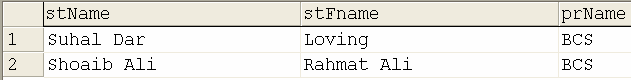 stName stFname prName
1 Suhal Dar Loving BCS
2 Shoaib Ali Rahmat Ali BCS